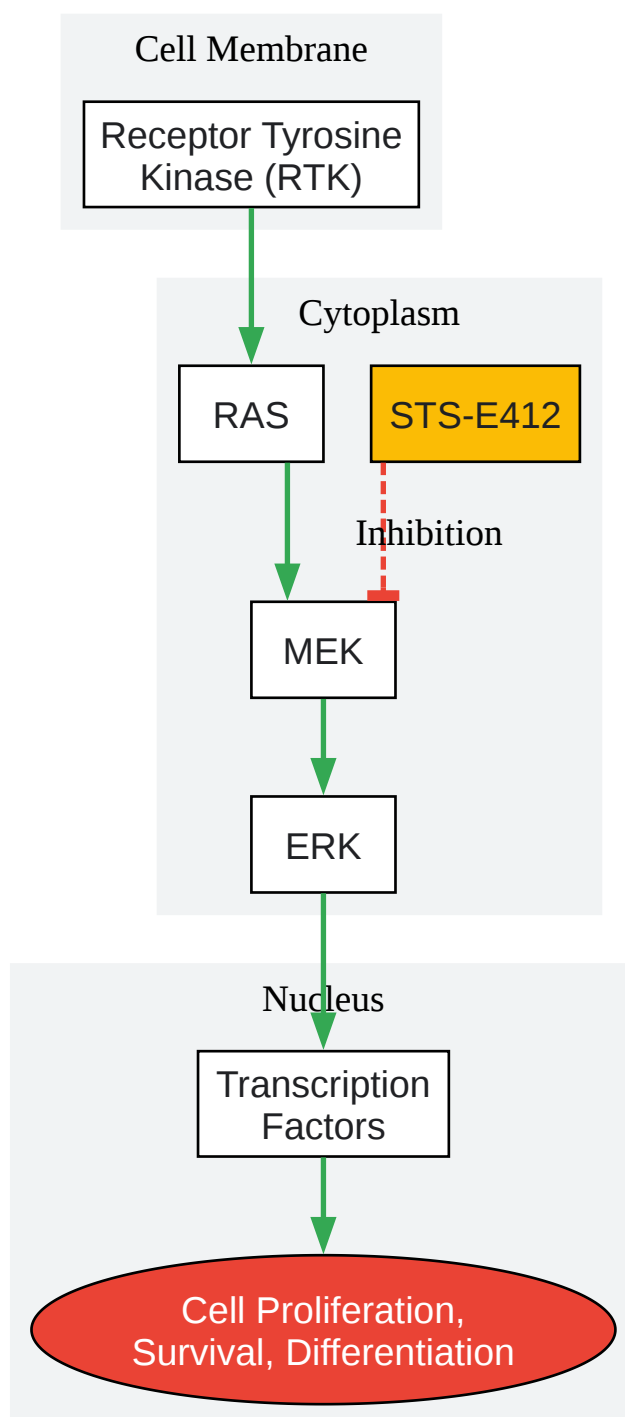 Cell Membrane
Receptor Tyrosine
Kinase (RTK)
Cytoplasm
RAS
STS-E412
Inhibition
MEK
ERK
Nucleus
Transcription
Factors
Cell Proliferation,
Survival, Differentiation